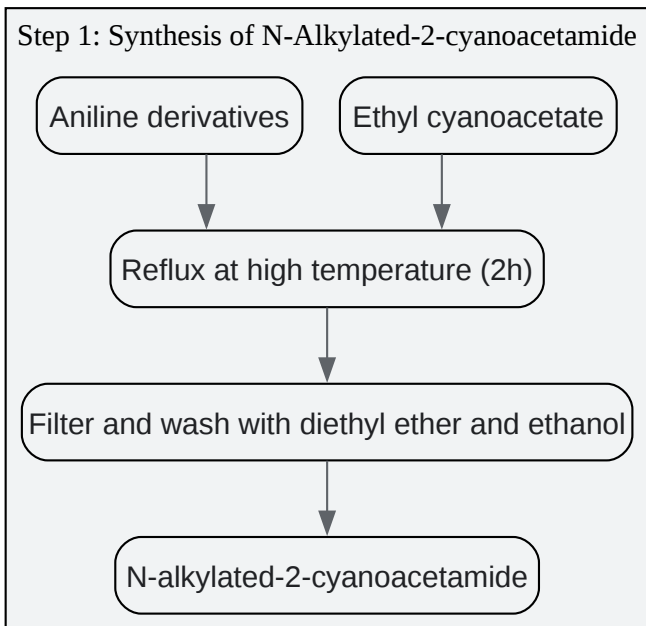 Step 1: Synthesis of N-Alkylated-2-cyanoacetamide
Aniline derivatives
Ethyl cyanoacetate
Reflux at high temperature (2h)
Filter and wash with diethyl ether and ethanol
N-alkylated-2-cyanoacetamide